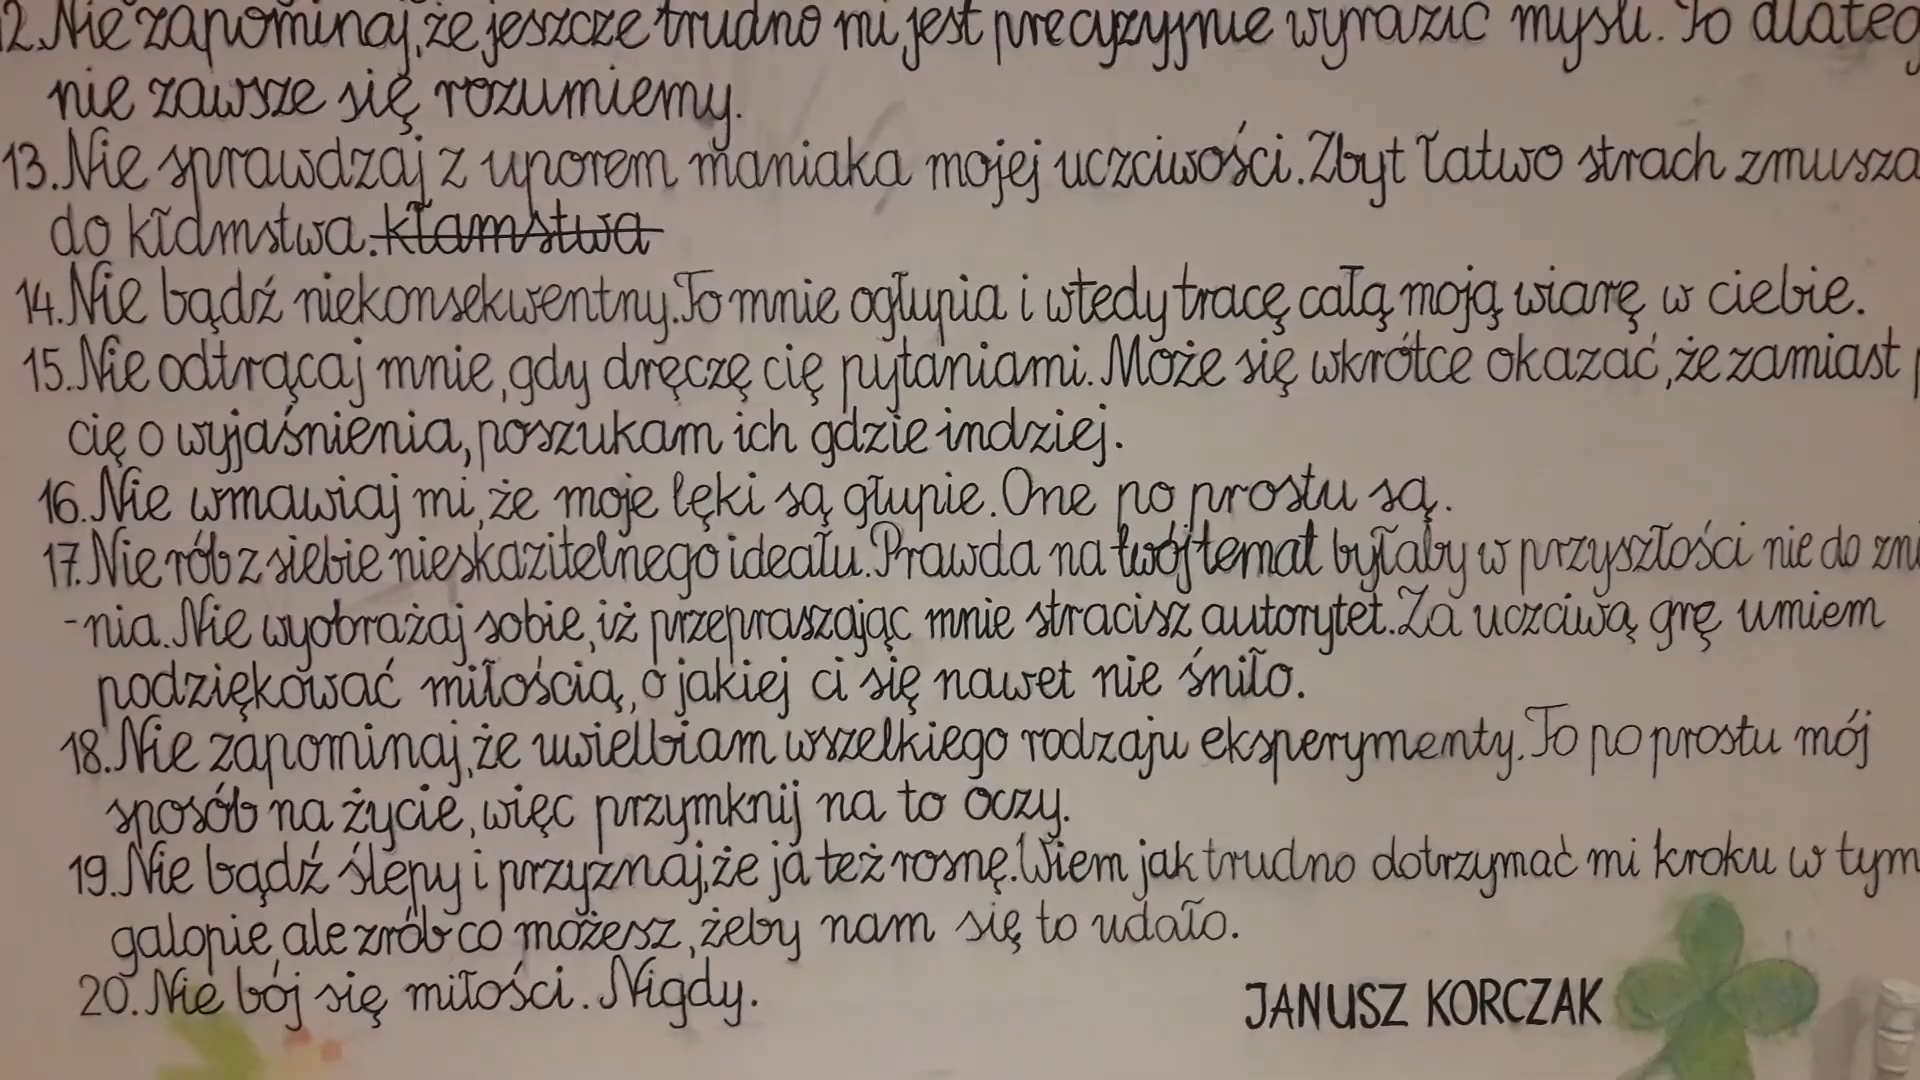 12. Nie zapominaj, że jeszcze trudno mi jest precyzyjnie wyrazić myśli. To dlateg
nie zawsze się rozumiemy.
13. Nie sprawdzaj z uporem maniaka mojej uczciwości. Zbyt łatwo strach zmusza
do kłamstwa. kłamstwa
14. Nie bądź niekonsekwentny. To mnie ogłupia i wtedy tracę całą moją wiarę w ciebie.
15. Nie odtrącaj mnie, gdy dręczę cię pytaniami. Może się wkrótce okazać, że zamiast p
cię o wyjaśnienia, poszukam ich gdzie indziej.
16. Nie wmawiaj mi, że moje lęki są głupie. One po prostu są.
17. Nie rób z siebie nieskazitelnego ideału. Prawda na twój temat byłaby w przyszłości nie do zni
-nia. Nie wyobrażaj sobie, iż przepraszając mnie stracisz autorytet. Za uczciwą grę umiem
podziękować miłością, o jakiej ci się nawet nie śniło.
18. Nie zapominaj, że uwielbiam wszelkiego rodzaju eksperymenty. To po prostu mój
sposób na życie, więc przymknij na to oczy.
19. Nie bądź ślepy i przyznaj, że ja też rosnę. Wiem jak trudno dotrzymać mi kroku w tym
galopie, ale zrób co możesz, żeby nam się to udało.
20. Nie bój się miłości. Nigdy.
JANUSZ KORCZAK